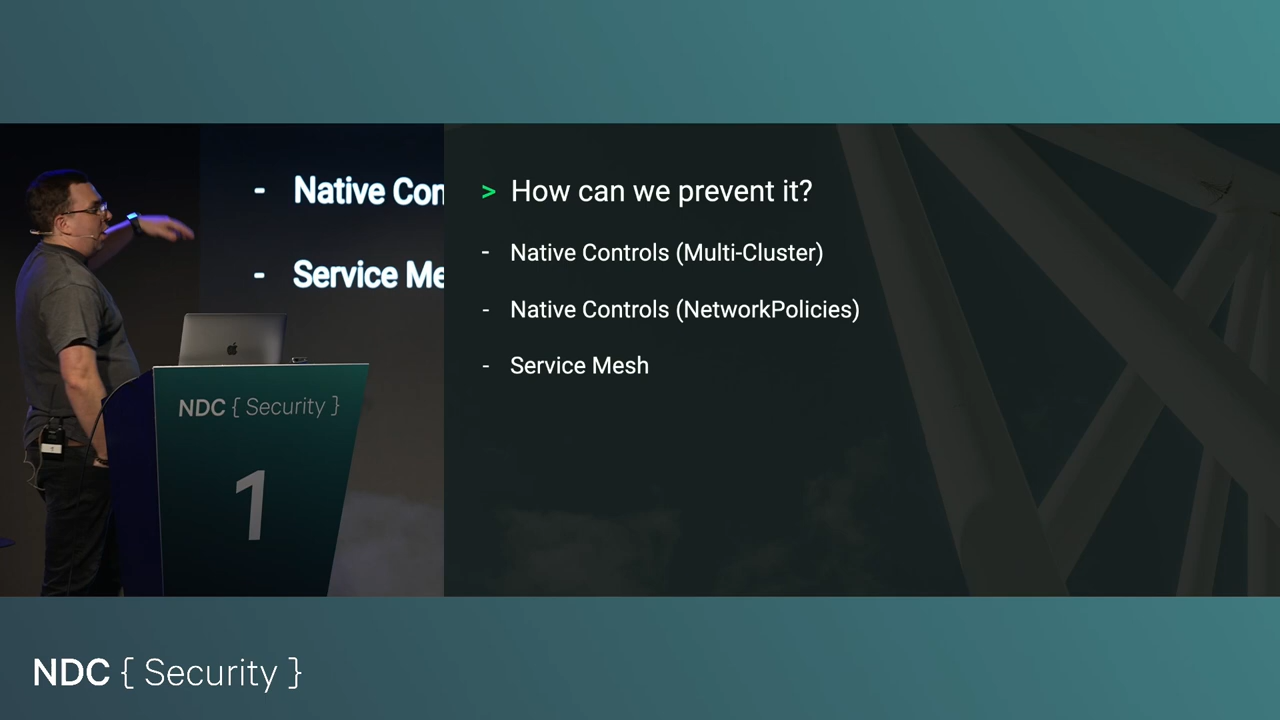 - Native Con
- Service Me
NDC { Security }
1
> How can we prevent it?
- Native Controls (Multi-Cluster)
- Native Controls (NetworkPolicies)
- Service Mesh
NDC { Security }